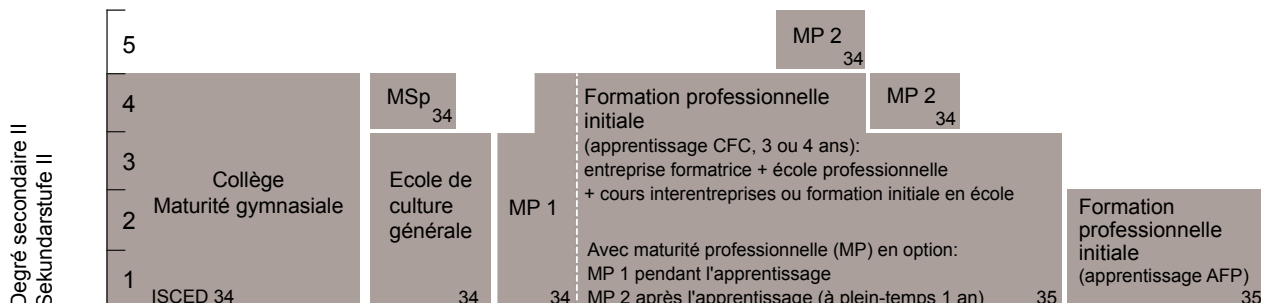 Degré secondaire II
Sekundarstufe II
5
4
3
2
1
Collège
Maturité gymnasiale
ISCED 34
MSp
34
Ecole de
culture
générale
34
MP 1
34
MP 2
34
Formation professionnelle
initiale
(apprentissage CFC, 3 ou 4 ans):
entreprise formatrice + école professionnelle
+ cours interentreprises ou formation initiale en école
Avec maturité professionnelle (MP) en option:
MP 1 pendant l'apprentissage
MP 2 après l'apprentissage (à plein-temps 1 an)
35
MP 2
34
Formation
professionnelle
initiale
(apprentissage AFP)
35